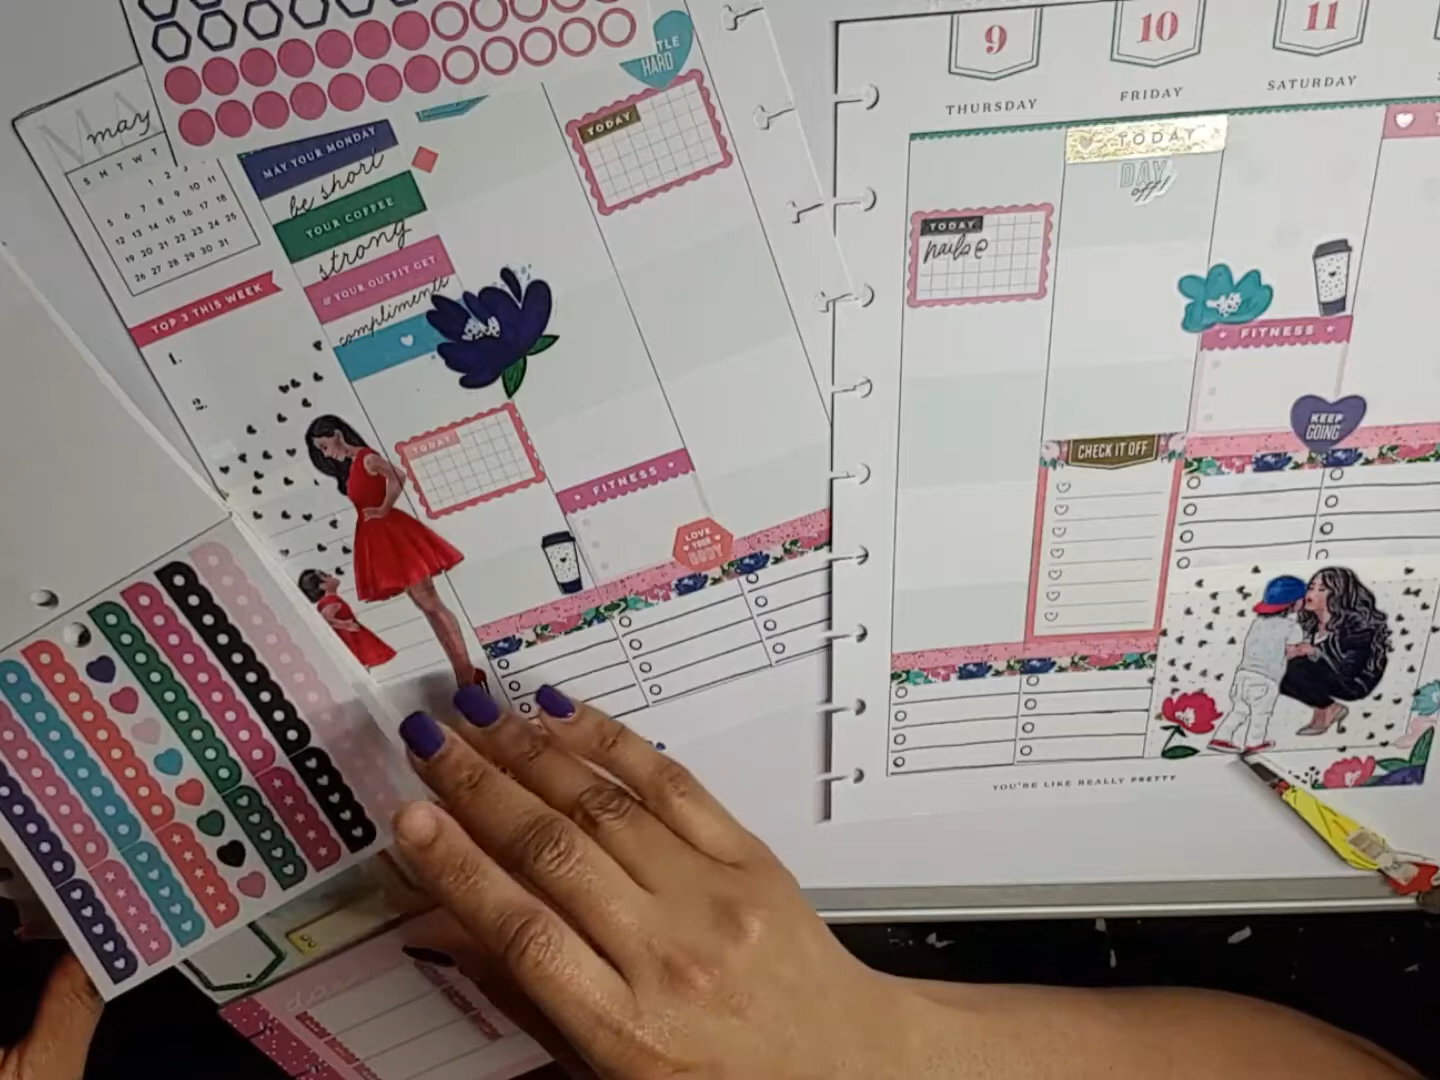 may
S M T W T
1 2 3
5 6 7 8 9 10 11
12 13 14 15 16 17 18
19 20 21 22 23 24 25
26 27 28 29 30 31
TOP 3 THIS WEEK
1.
2.
MAY YOUR MONDAY
be short
YOUR COFFEE
strong
# YOUR OUTFIT GET
compliments
TODAY
HARD
TODAY
FITNESS
LOVE
YOUR
BODY
9
THURSDAY
TODAY
nails @
10
FRIDAY
TODAY
DAY
off!
CHECK IT OFF
11
SATURDAY
FITNESS
KEEP
GOING
YOU'RE LIKE REALLY PRETTY